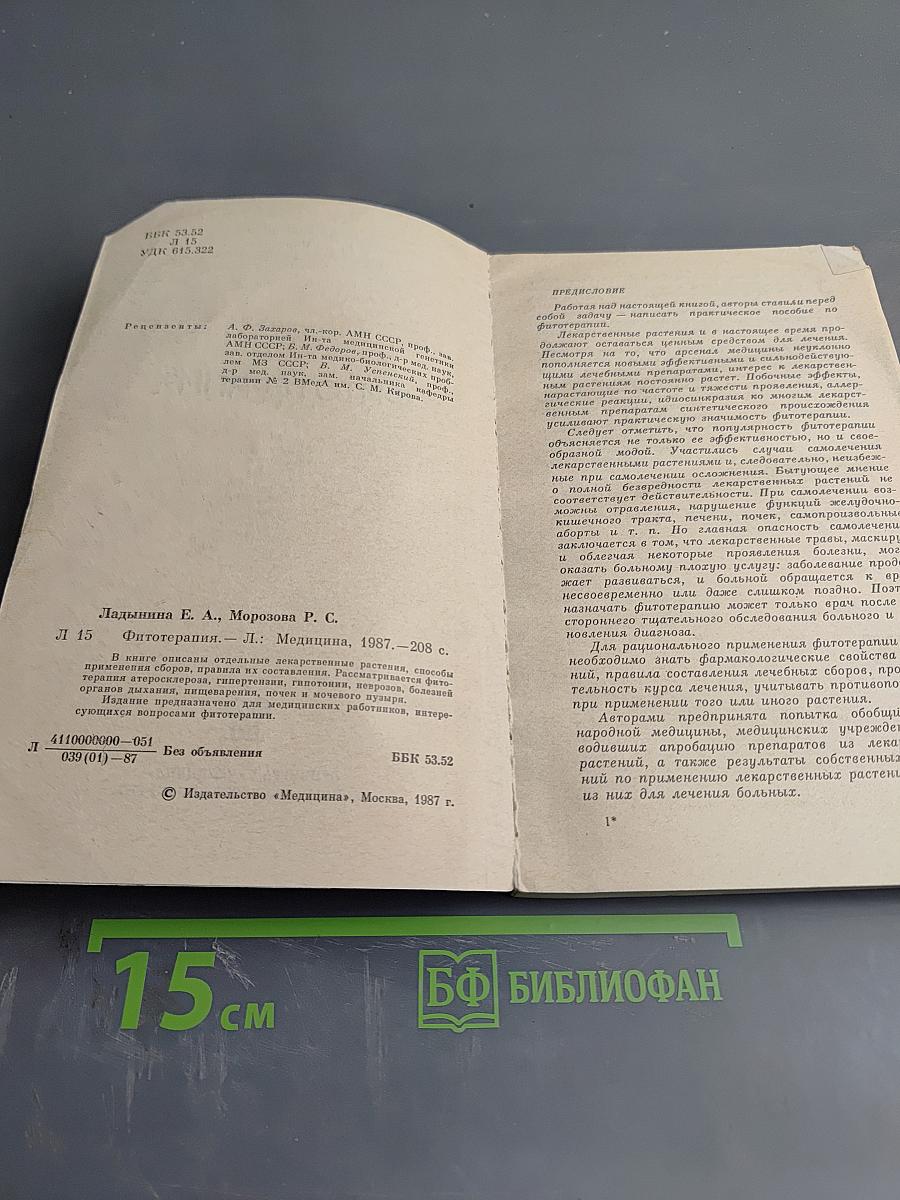 ББК 53.52
Л 15
УДК 615.322
Рецензенты: А. Ф. Захаров, чл.-кор. АМН СССР, проф., зав.
лабораторией Ин-та медицинской генетики
АМН СССР; Б. М. Федоров, проф., д-р мед. наук,
зав. отделом Ин-та медико-биологических проб-
лем МЗ СССР; В. М. Успенский, проф.,
д-р мед. наук, зам. начальника кафедры
терапии № 2 ВМедА им. С. М. Кирова.
Ладынина Е. А., Морозова Р. С.
Л 15 Фитотерапия.— Л.: Медицина, 1987.—208 с.
В книге описаны отдельные лекарственные растения, способы
применения сборов, правила их составления. Рассматривается фито-
терапия атеросклероза, гипертензии, гипотонии, неврозов, болезней
органов дыхания, пищеварения, почек и мочевого пузыря.
Издание предназначено для медицинских работников, интере-
сующихся вопросами фитотерапии.
Л 4110000000—051
039(01)—87 Без объявления ББК 53.52
© Издательство «Медицина», Москва, 1987 г.
ПРЕДИСЛОВИЕ
Работая над настоящей книгой, авторы ставили перед
собой задачу — написать практическое пособие по
фитотерапии.
Лекарственные растения и в настоящее время про-
должают оставаться ценным средством для лечения.
Несмотря на то, что арсенал медицины неуклонно
пополняется новыми эффективными и сильнодействую-
щими лечебными препаратами, интерес к лекарствен-
ным растениям постоянно растет. Побочные эффекты,
нарастающие по частоте и тяжести проявления, аллер-
гические реакции, идиосинкразия ко многим лекарст-
венным препаратам синтетического происхождения
усиливают практическую значимость фитотерапии.
Следует отметить, что популярность фитотерапии
объясняется не только ее эффективностью, но и свое-
образной модой. Участились случаи самолечения
лекарственными растениями и, следовательно, неизбеж-
ные при самолечении осложнения. Бытующее мнение
о полной безвредности лекарственных растений не
соответствует действительности. При самолечении воз-
можны отравления, нарушение функций желудочно-
кишечного тракта, печени, почек, самопроизвольные
аборты и т. п. Но главная опасность самолечени
заключается в том, что лекарственные травы, маскиру
и облегчая некоторые проявления болезни, мог
оказать больному плохую услугу: заболевание продо
жает развиваться, и больной обращается к вр
несвоевременно или даже слишком поздно. Поэт
назначать фитотерапию может только врач после
стороннего тщательного обследования больного и
новления диагноза.
Для рационального применения фитотерапии
необходимо знать фармакологические свойства
ний, правила составления лечебных сборов, про
тельность курса лечения, учитывать противопо
при применении того или иного растения.
Авторами предпринята попытка обобщи
народной медицины, медицинских учрежде
водивших апробацию препаратов из лека
растений, а также результаты собственных
ний по применению лекарственных растени
из них для лечения больных.
1*
15 см
БФ БИБЛИОФАН